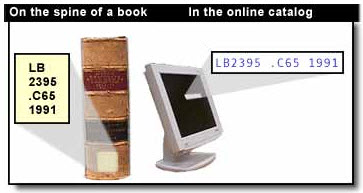 On the spine of a book
In the online catalog
LB
2395
.C65
1991
LB2395 .C65 1991